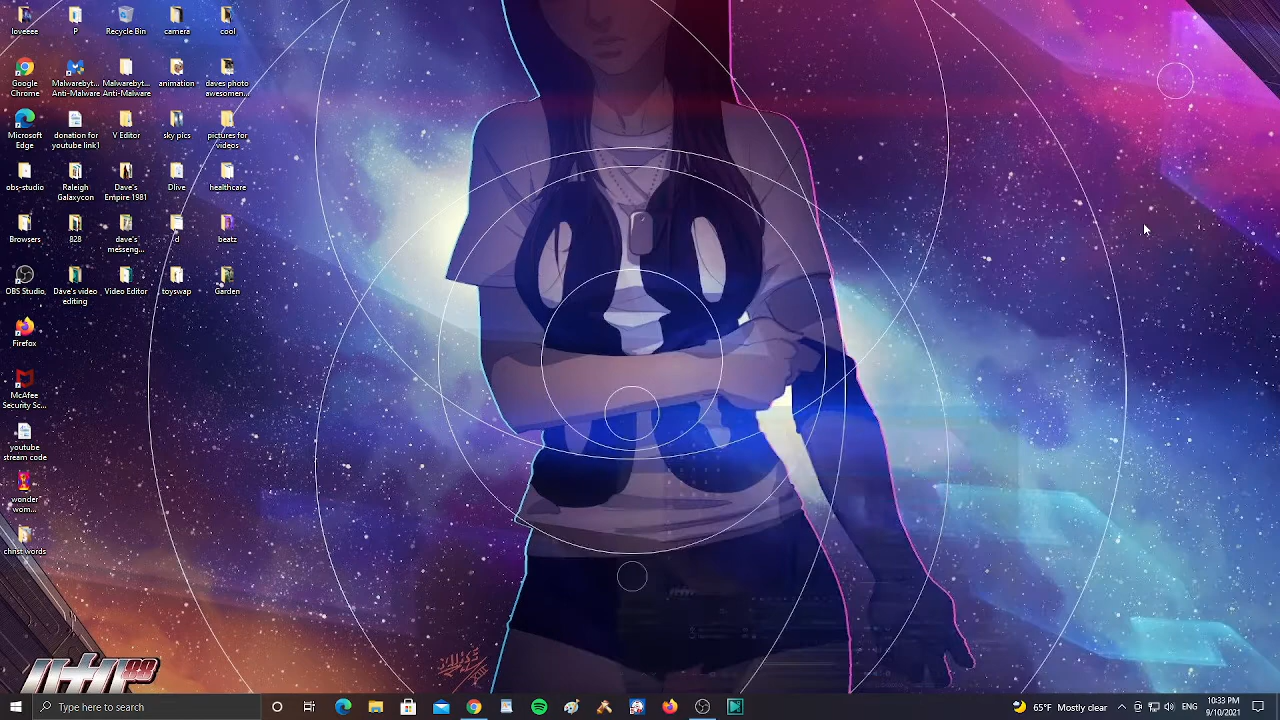 loveeee
P
Recycle Bin
camera
cool
Google
Chrome
Malwarebyt...
Anti-Malware
Malwarebyt...
Anti-Malware
animation
daves photo
awesomen...
Microsoft
Edge
donation for
youtube link1
V Editor
sky pics
pictures for
videos
obs-studio
Raleigh
Galaxycon
Dave's
Empire 1981
Dlive
healthcare
Browsers
828
dave's
messeng...
d
beatz
OBS Studio
Dave's video
editing
Video Editor
toyswap
Garden
Firefox
McAfee
Security Sc...
youtube
stream code
wonder
wom...
christ words
Type here to search
65°F Mostly clear
ENG
10:33 PM
9/10/2021